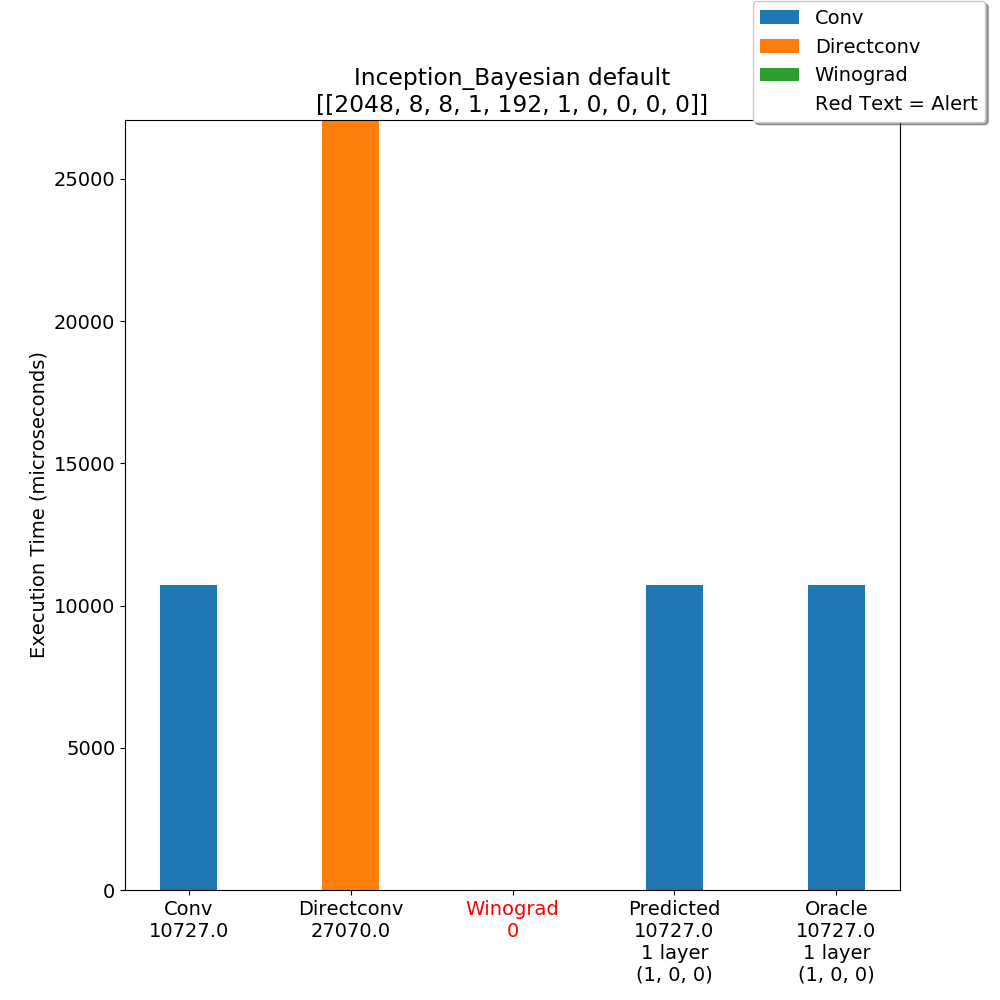 Conv
Directconv
Winograd
Red Text = Alert
Inception_Bayesian default
[[2048, 8, 8, 1, 192, 1, 0, 0, 0, 0]]
Execution Time (microseconds)
25000
20000
15000
10000
5000
0
Conv
10727.0
Directconv
27070.0
Winograd
0
Predicted
10727.0
1 layer
(1, 0, 0)
Oracle
10727.0
1 layer
(1, 0, 0)